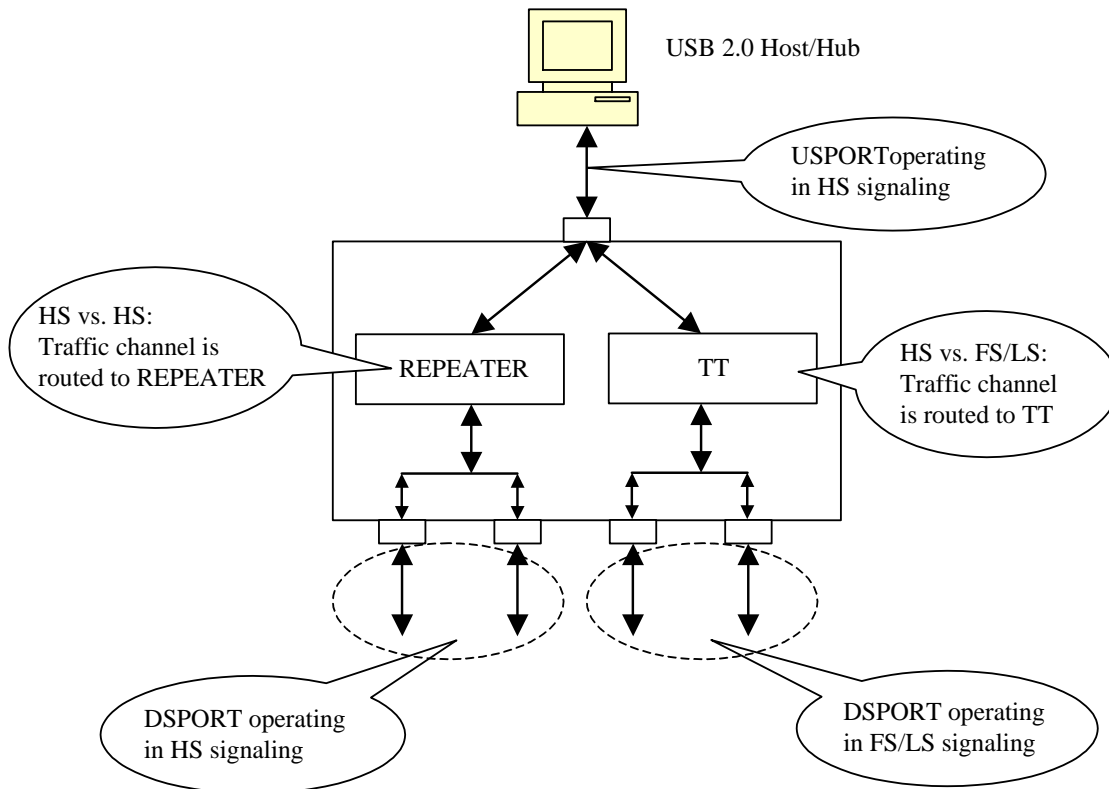 USB 2.0 Host/Hub
USPORToperating
in HS signaling
HS vs. HS:
Traffic channel is
routed to REPEATER
REPEATER
TT
HS vs. FS/LS:
Traffic channel
is routed to TT
DSPORT operating
in HS signaling
DSPORT operating
in FS/LS signaling